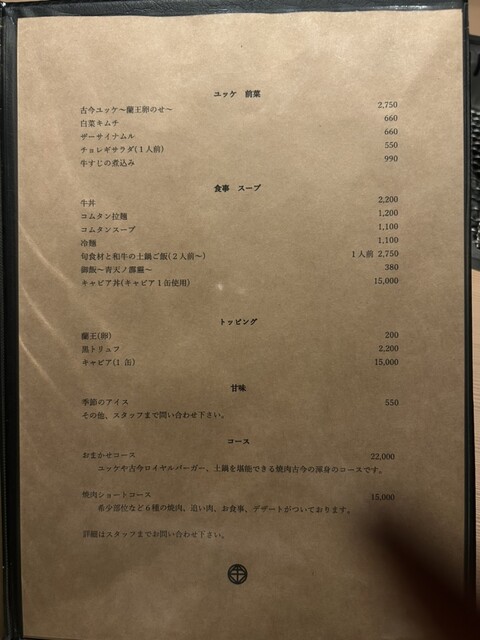 ユッケ　前菜
古今ユッケ～蘭王卵のせ～ 2,750
白菜キムチ 660
ザーサイナムル 660
チョレギサラダ(１人前) 550
牛すじの煮込み 990
食事　スープ
牛丼 2,200
コムタン拉麺 1,200
コムタンスープ 1,100
冷麺 1,100
旬食材と和牛の土鍋ご飯(２人前～) １人前 2,750
御飯～青天ノ霹靂～ 380
キャビア丼(キャビア１缶使用) 15,000
トッピング
蘭王(卵) 200
黒トリュフ 2,200
キャビア(1 缶) 15,000
甘味
季節のアイス 550
その他、スタッフまで問い合わせ下さい。
コース
おまかせコース 22,000
ユッケや古今ロイヤルバーガー、土鍋を堪能できる焼肉古今の渾身のコースです。
焼肉ショートコース 15,000
希少部位など６種の焼肉、追い肉、お食事、デザートがついております。
詳細はスタッフまでお問い合わせ下さい。